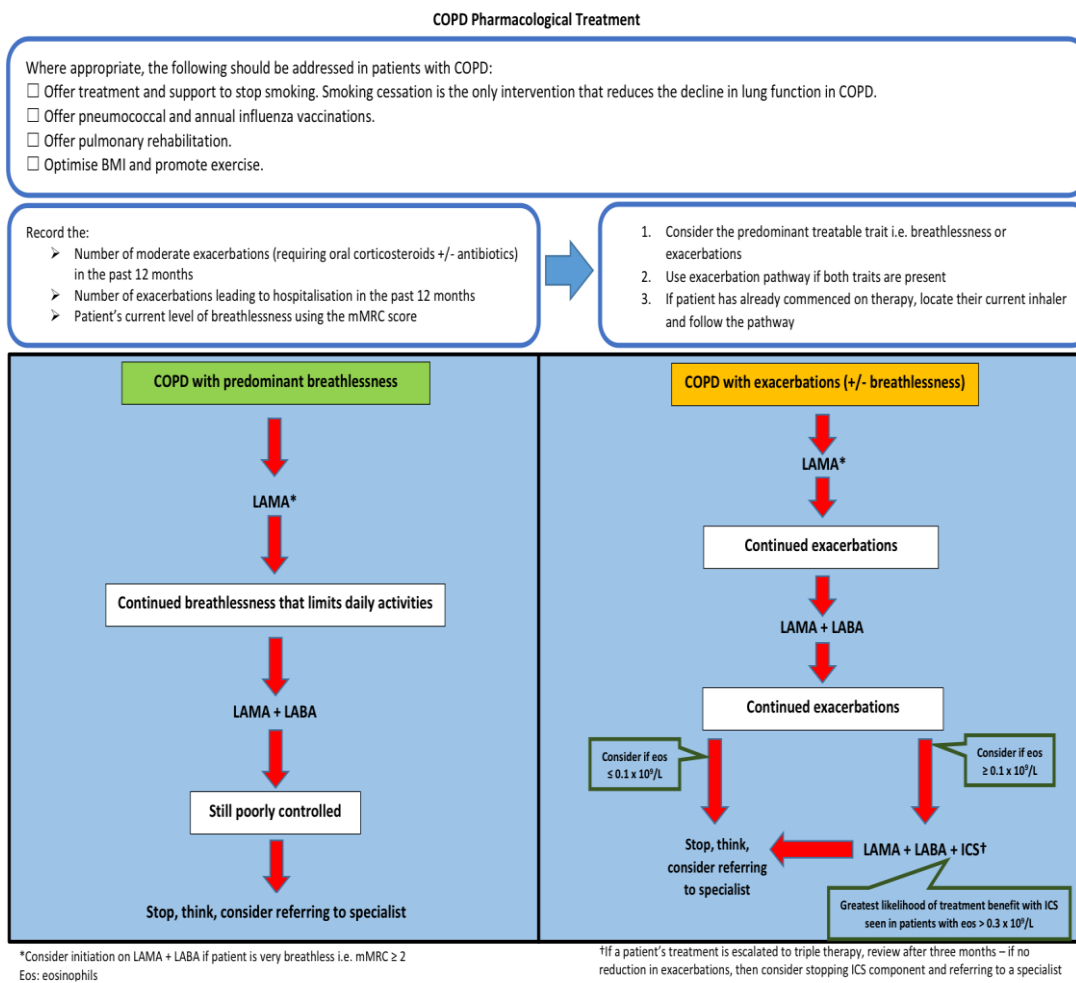 COPD Pharmacological Treatment
Where appropriate, the following should be addressed in patients with COPD:
☐ Offer treatment and support to stop smoking. Smoking cessation is the only intervention that reduces the decline in lung function in COPD.
☐ Offer pneumococcal and annual influenza vaccinations.
☐ Offer pulmonary rehabilitation.
☐ Optimise BMI and promote exercise.
Record the:
➢ Number of moderate exacerbations (requiring oral corticosteroids +/- antibiotics)
in the past 12 months
➢ Number of exacerbations leading to hospitalisation in the past 12 months
➢ Patient's current level of breathlessness using the mMRC score
1. Consider the predominant treatable trait i.e. breathlessness or
exacerbations
2. Use exacerbation pathway if both traits are present
3. If patient has already commenced on therapy, locate their current inhaler
and follow the pathway
COPD with predominant breathlessness
LAMA*
Continued breathlessness that limits daily activities
LAMA + LABA
Still poorly controlled
Stop, think, consider referring to specialist
COPD with exacerbations (+/- breathlessness)
LAMA*
Continued exacerbations
LAMA + LABA
Continued exacerbations
Consider if eos
≤ 0.1 x 10⁹/L
Consider if eos
≥ 0.1 x 10⁹/L
Stop, think,
consider referring
to specialist
LAMA + LABA + ICS†
Greatest likelihood of treatment benefit with ICS
seen in patients with eos > 0.3 x 10⁹/L
*Consider initiation on LAMA + LABA if patient is very breathless i.e. mMRC ≥ 2
Eos: eosinophils
†If a patient's treatment is escalated to triple therapy, review after three months – if no
reduction in exacerbations, then consider stopping ICS component and referring to a specialist